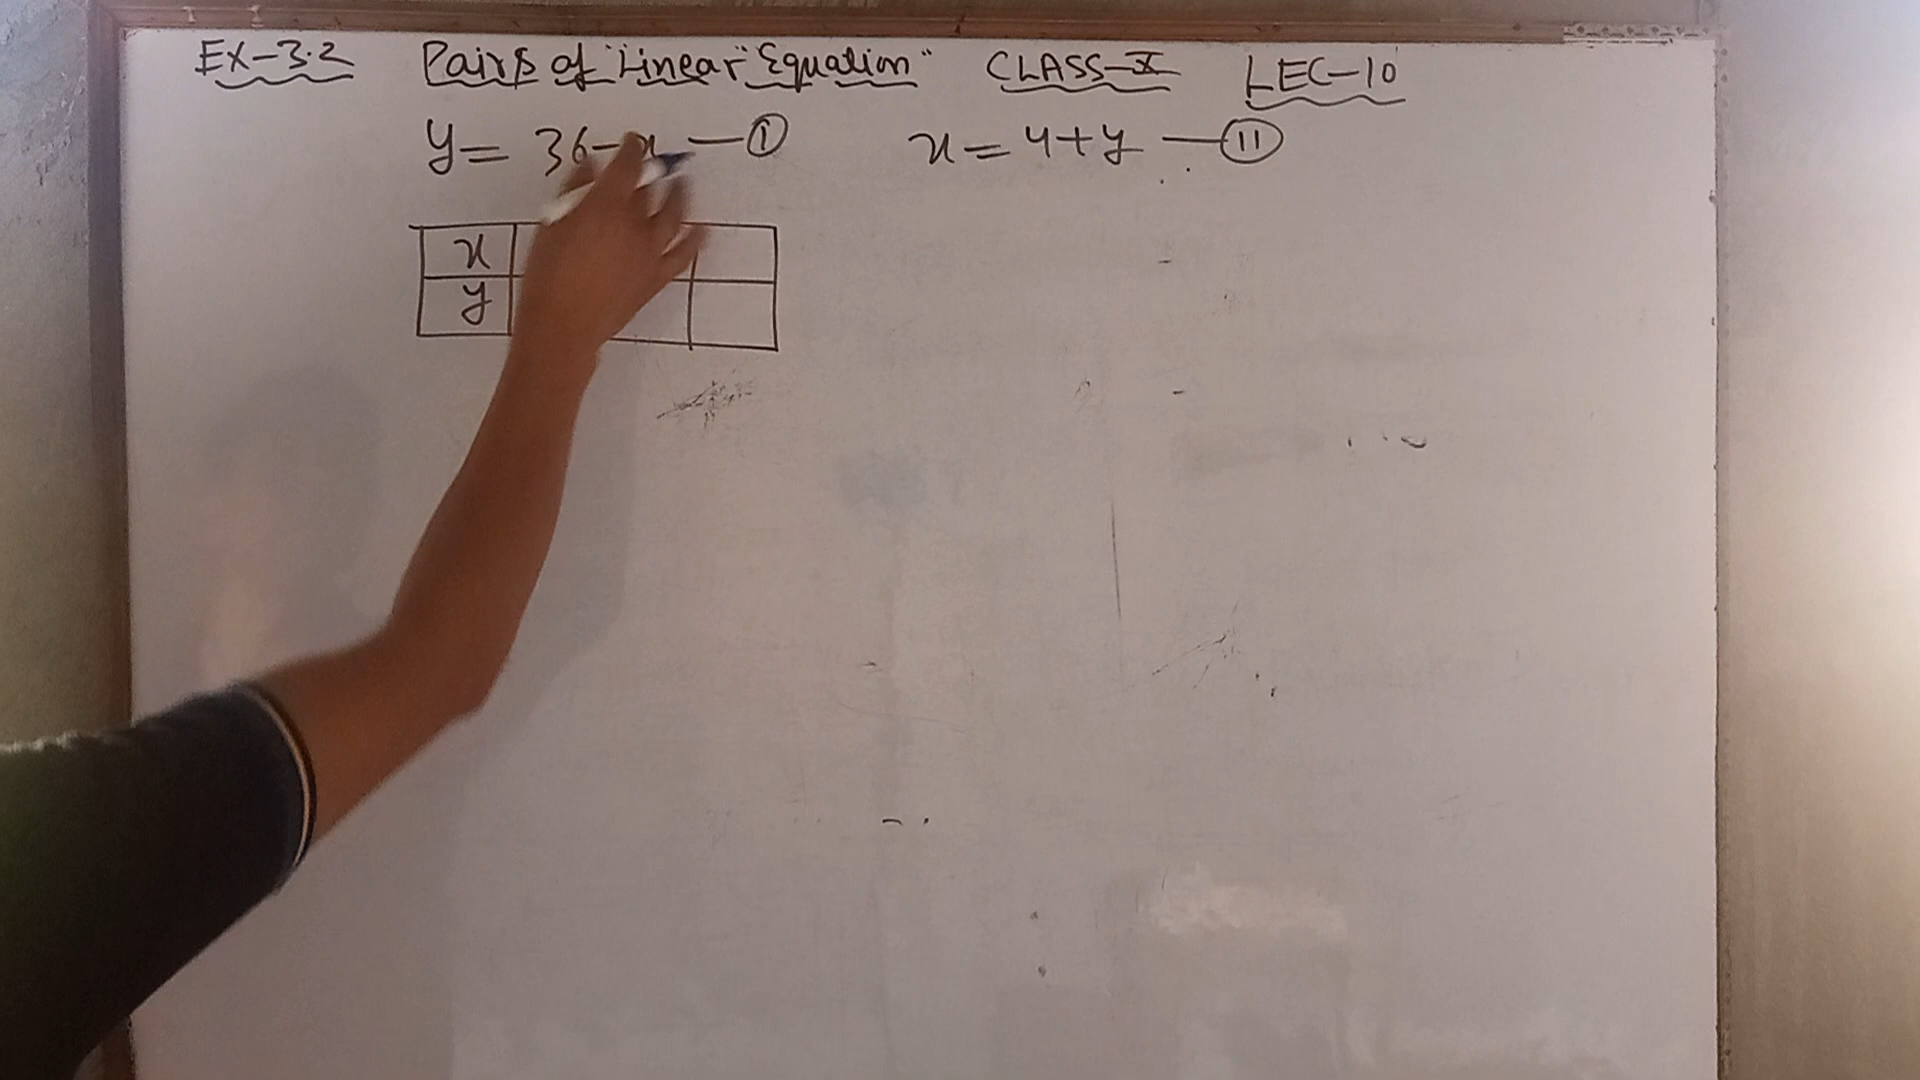 EX-3.2 Pairs of "Linear" Equation" CLASS-X LEC-10
y = 36-x —① x = 4+y —⑪
x
y